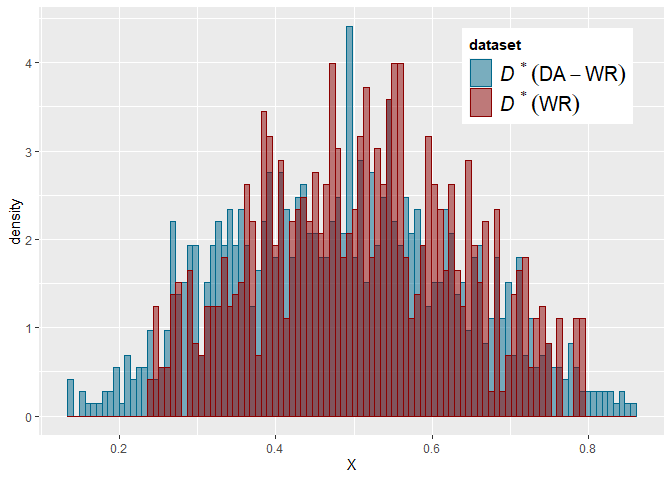 dataset
D * (DA − WR)
D * (WR)
4
3
2
1
0
density
0.2 0.4 0.6 0.8
X